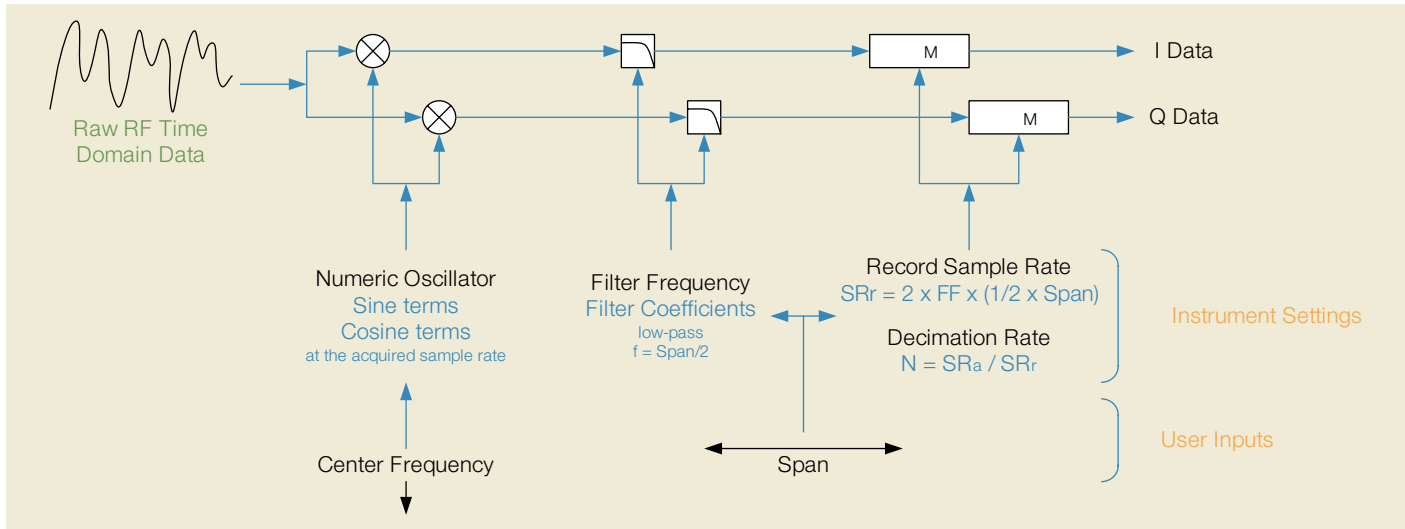 Raw RF Time
Domain Data
M
I Data
M
Q Data
Numeric Oscillator
Sine terms
Cosine terms
at the acquired sample rate
Filter Frequency
Filter Coefficients
low-pass
f = Span/2
Record Sample Rate
SRr = 2 x FF x (1/2 x Span)
Decimation Rate
N = SRa / SRr
Instrument Settings
User Inputs
Center Frequency
Span